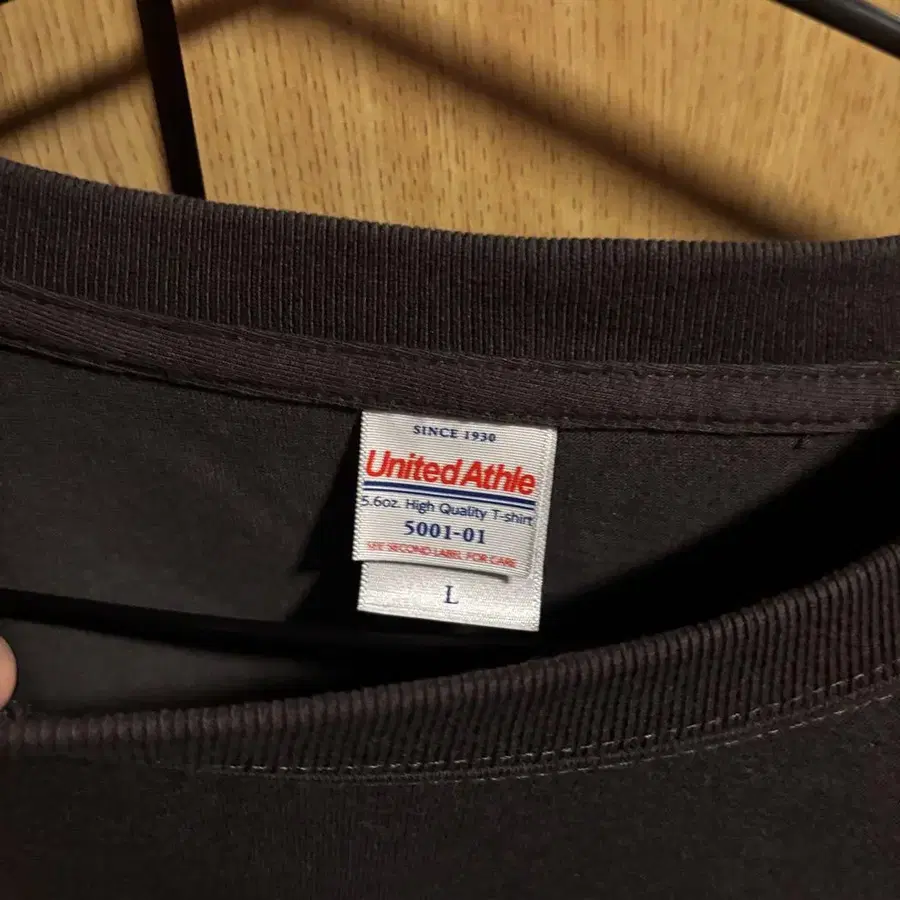 SINCE 1930
United Athle
5.6oz. High Quality T-shirt
5001-01
SEE SECOND LABEL FOR CARE
L